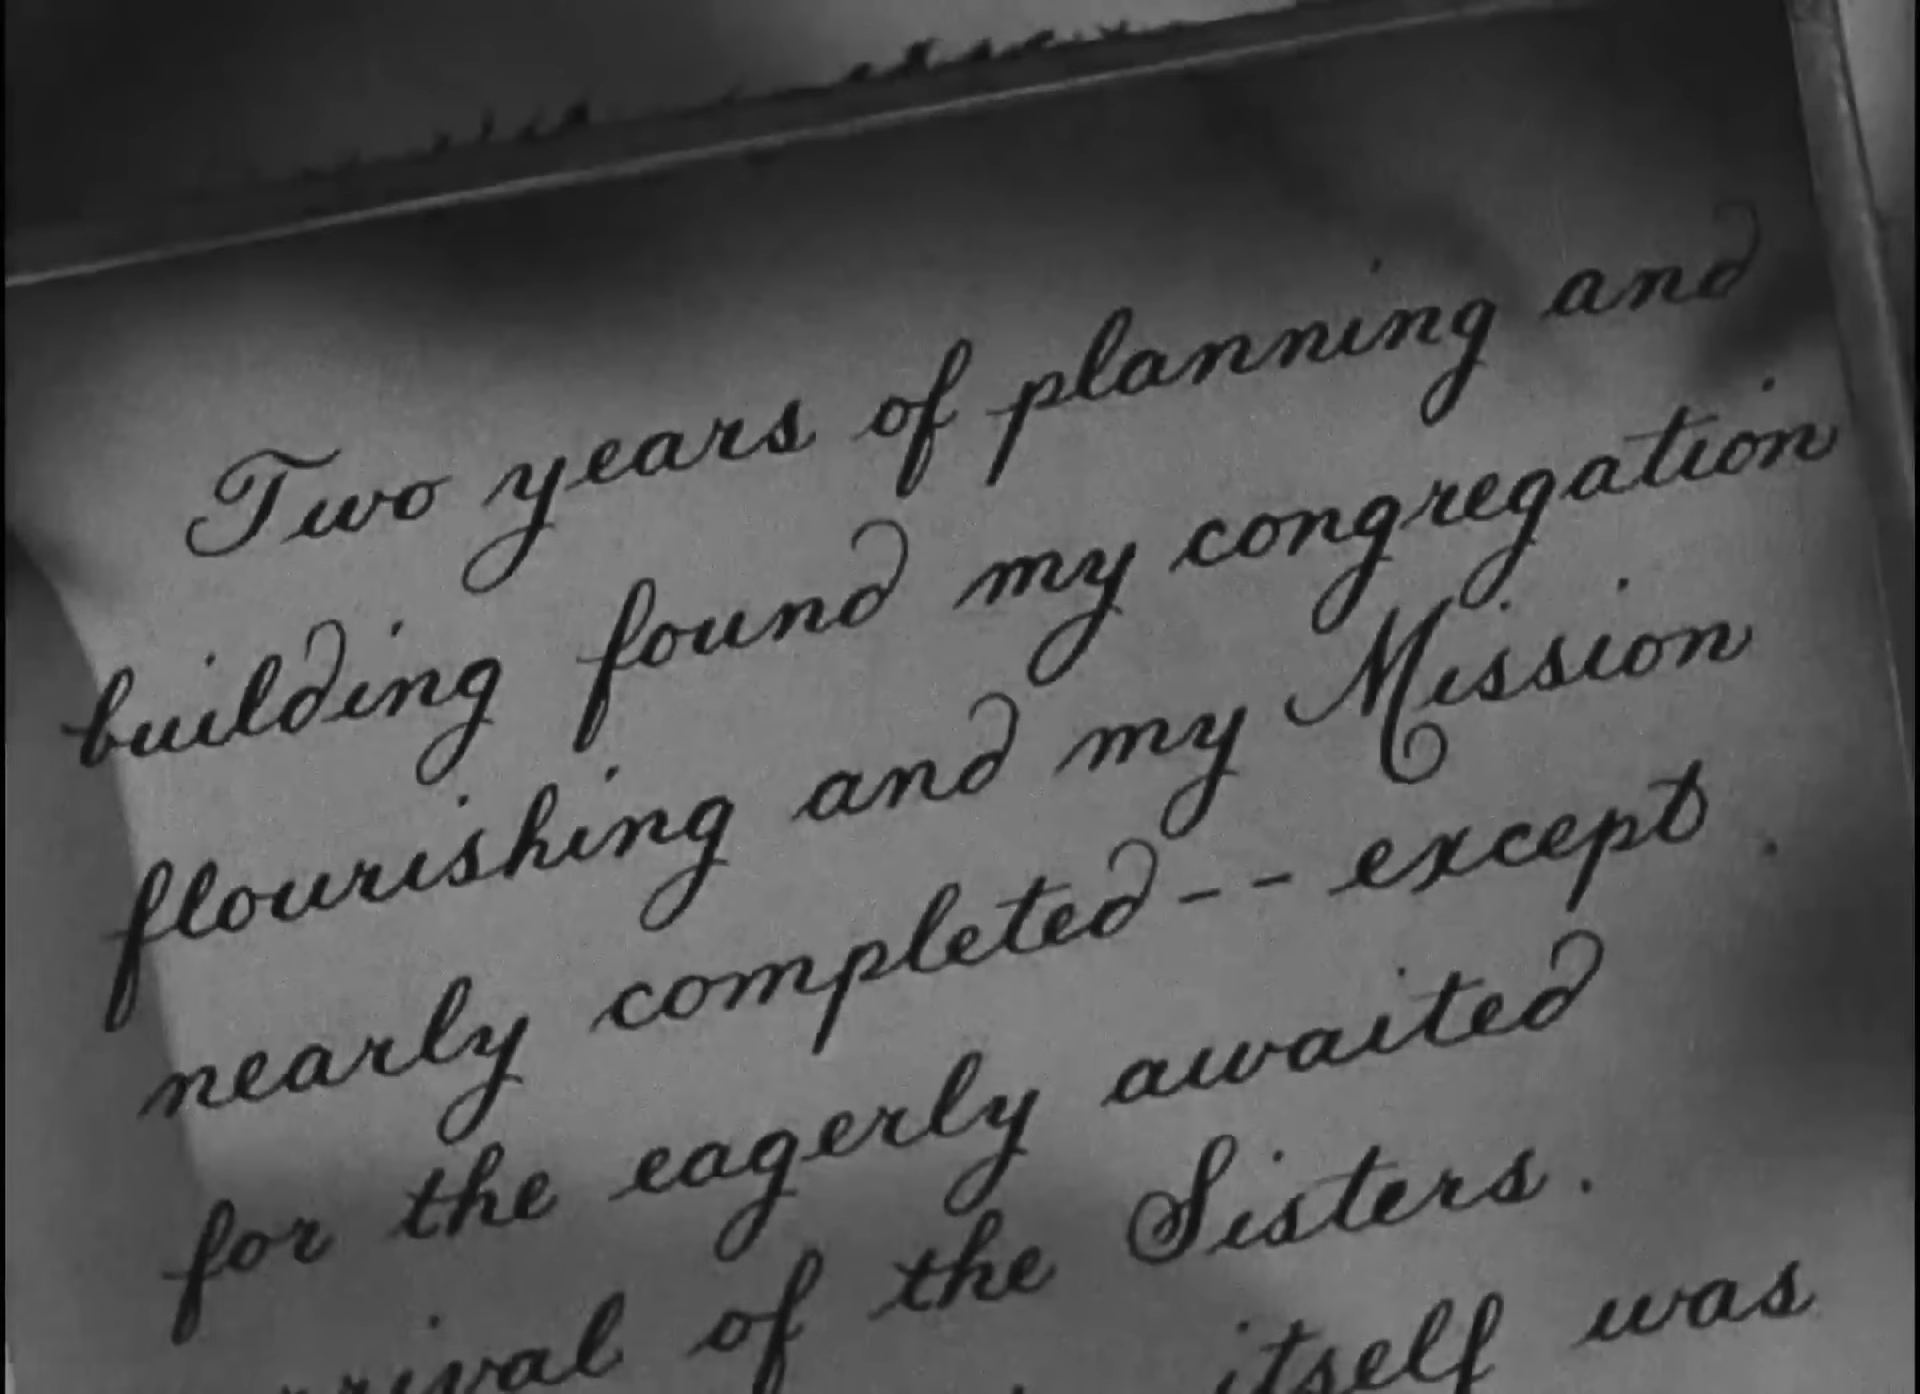 Two years of planning and
building found my congregation
flourishing and my Mission
nearly completed -- except
for the eagerly awaited
of the Sisters.
itself was